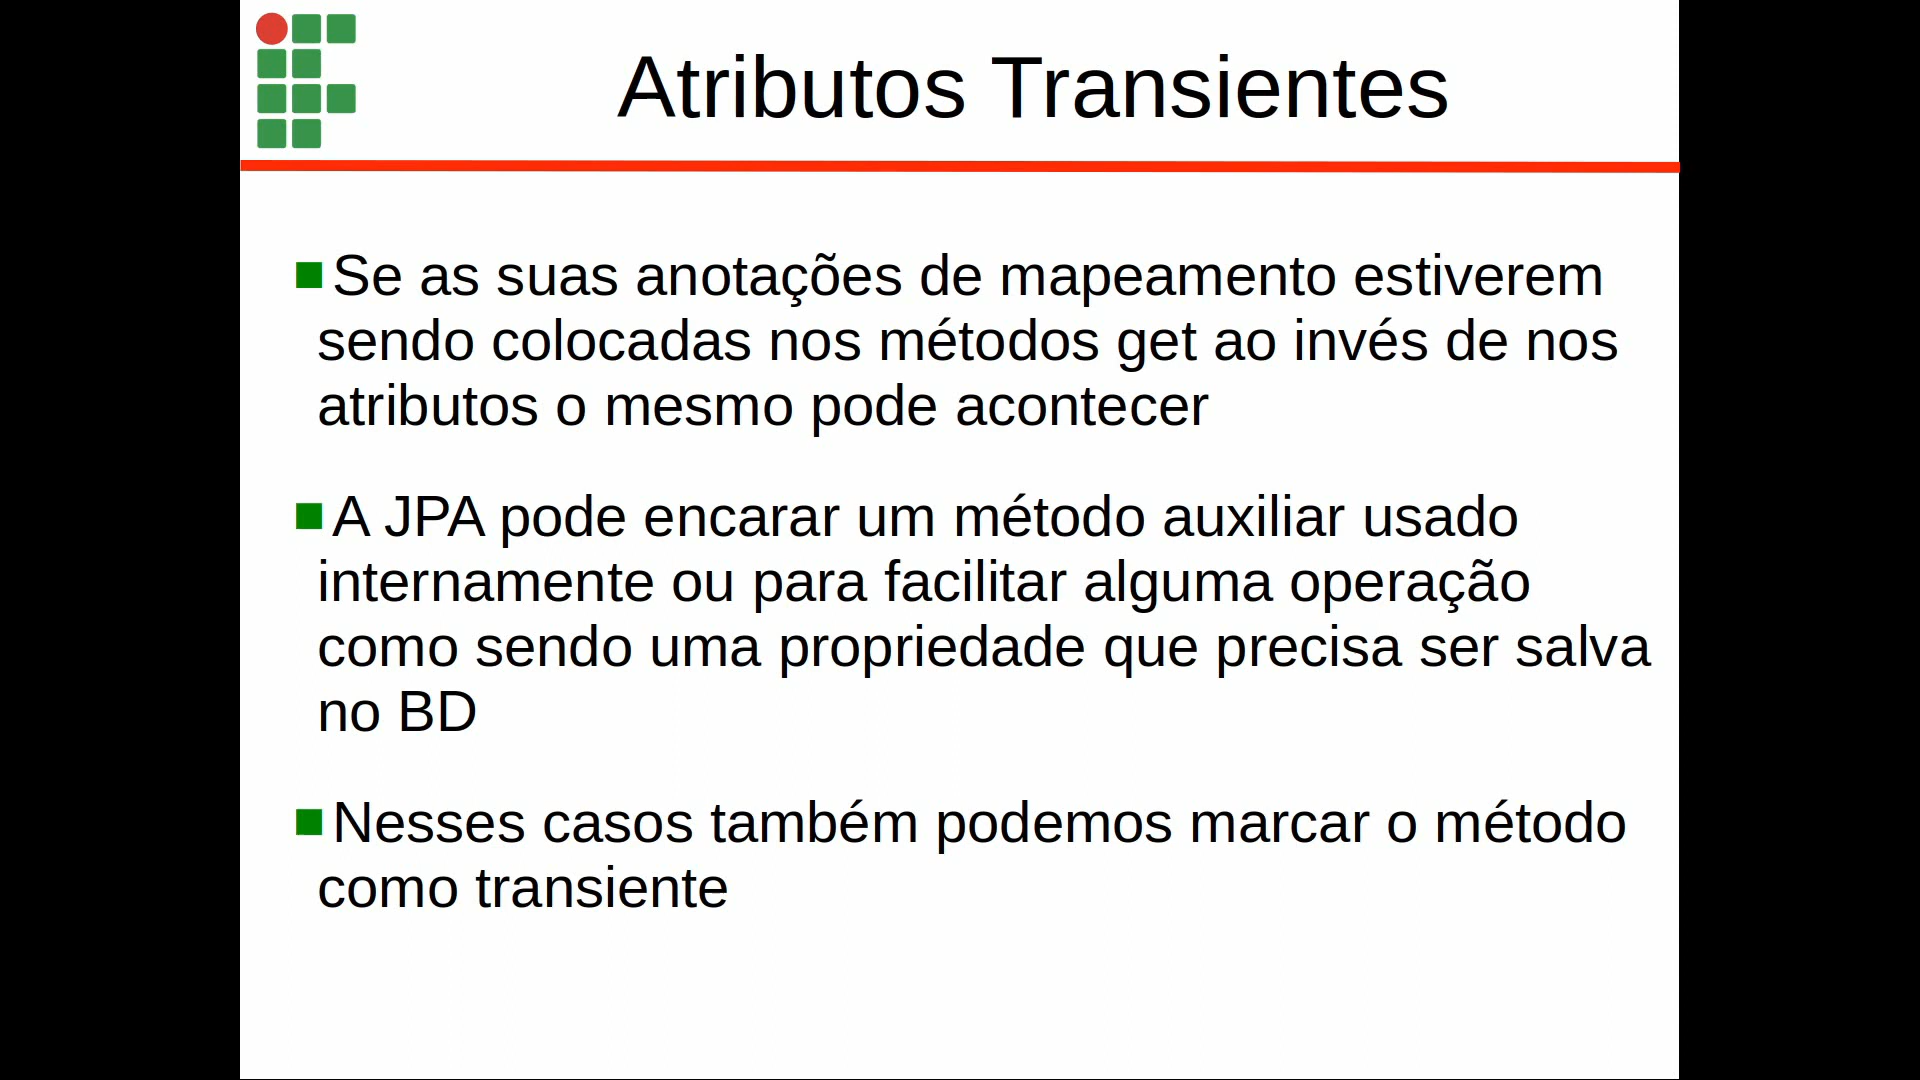 Atributos Transientes
Se as suas anotações de mapeamento estiverem
sendo colocadas nos métodos get ao invés de nos
atributos o mesmo pode acontecer
A JPA pode encarar um método auxiliar usado
internamente ou para facilitar alguma operação
como sendo uma propriedade que precisa ser salva
no BD
Nesses casos também podemos marcar o método
como transiente